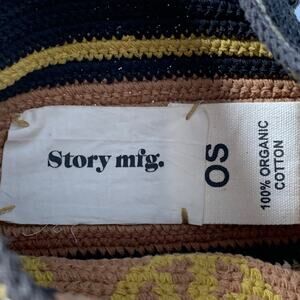 Story mfg.
OS
100% ORGANIC
COTTON